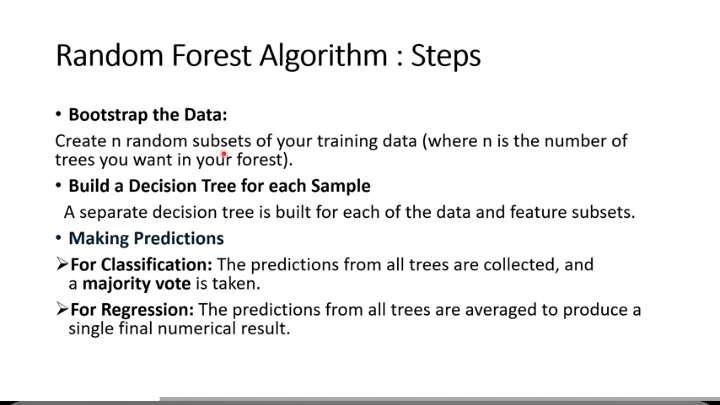 Random Forest Algorithm : Steps
• Bootstrap the Data:
Create n random subsets of your training data (where n is the number of
trees you want in your forest).
• Build a Decision Tree for each Sample
A separate decision tree is built for each of the data and feature subsets.
• Making Predictions
➢For Classification: The predictions from all trees are collected, and
a majority vote is taken.
➢For Regression: The predictions from all trees are averaged to produce a
single final numerical result.